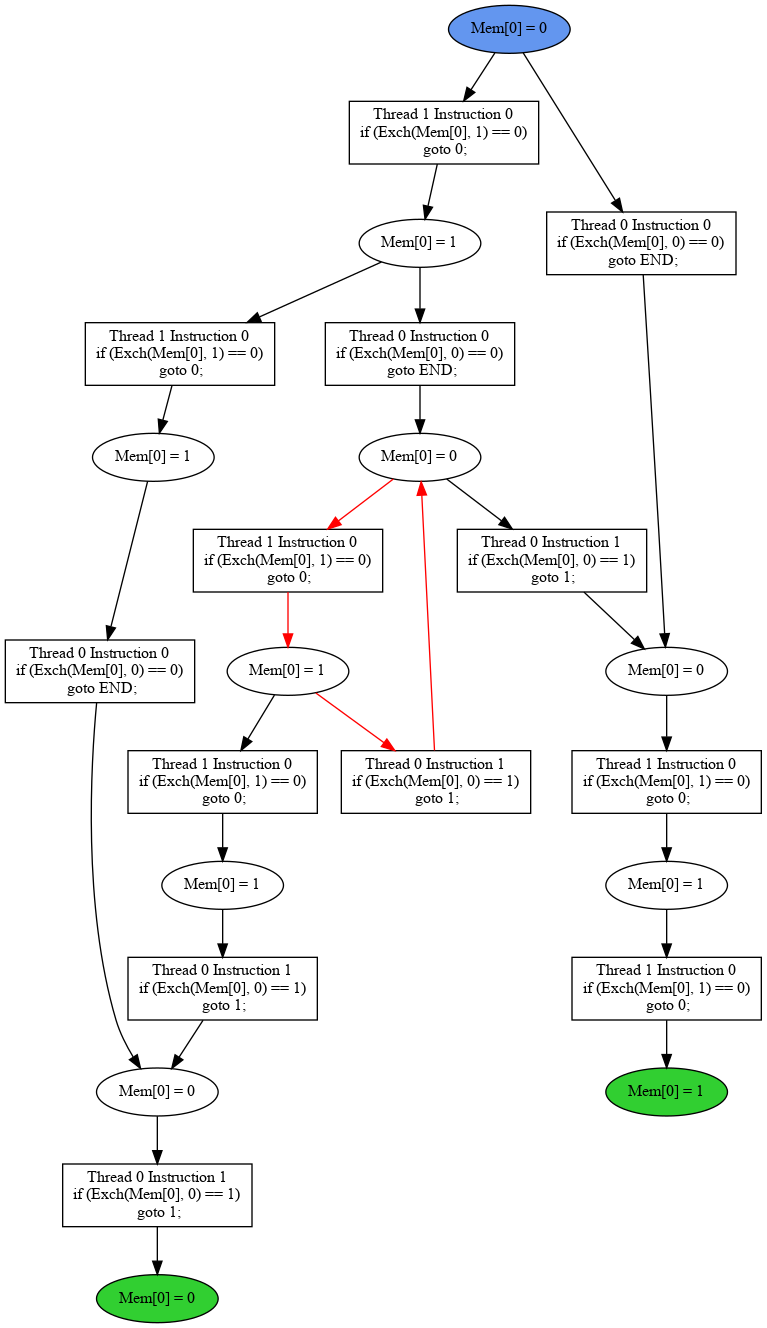 Mem[0] = 0
Thread 1 Instruction 0
if (Exch(Mem[0], 1) == 0)
goto 0;
Thread 0 Instruction 0
if (Exch(Mem[0], 0) == 0)
goto END;
Mem[0] = 1
Thread 1 Instruction 0
if (Exch(Mem[0], 1) == 0)
goto 0;
Thread 0 Instruction 0
if (Exch(Mem[0], 0) == 0)
goto END;
Mem[0] = 1
Mem[0] = 0
Thread 1 Instruction 0
if (Exch(Mem[0], 1) == 0)
goto 0;
Thread 0 Instruction 1
if (Exch(Mem[0], 0) == 1)
goto 1;
Thread 0 Instruction 0
if (Exch(Mem[0], 0) == 0)
goto END;
Mem[0] = 1
Mem[0] = 0
Thread 1 Instruction 0
if (Exch(Mem[0], 1) == 0)
goto 0;
Thread 0 Instruction 1
if (Exch(Mem[0], 0) == 1)
goto 1;
Thread 1 Instruction 0
if (Exch(Mem[0], 1) == 0)
goto 0;
Mem[0] = 1
Mem[0] = 1
Thread 0 Instruction 1
if (Exch(Mem[0], 0) == 1)
goto 1;
Thread 1 Instruction 0
if (Exch(Mem[0], 1) == 0)
goto 0;
Mem[0] = 0
Mem[0] = 1
Thread 0 Instruction 1
if (Exch(Mem[0], 0) == 1)
goto 1;
Mem[0] = 0